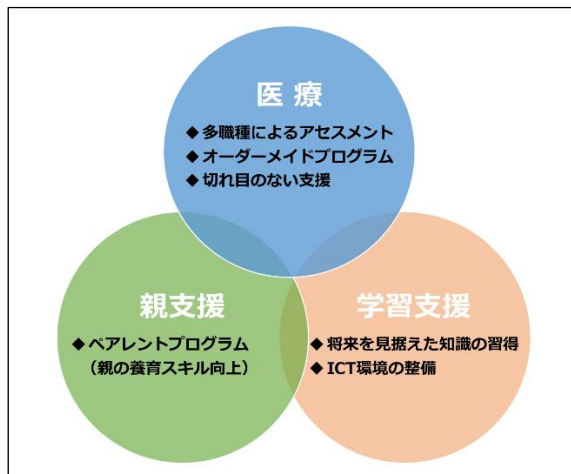 医 療
◆ 多職種によるアセスメント
◆ オーダーメイドプログラム
◆ 切れ目のない支援
親支援
◆ ペアレントプログラム
（親の養育スキル向上）
学習支援
◆ 将来を見据えた知識の習得
◆ ICT環境の整備